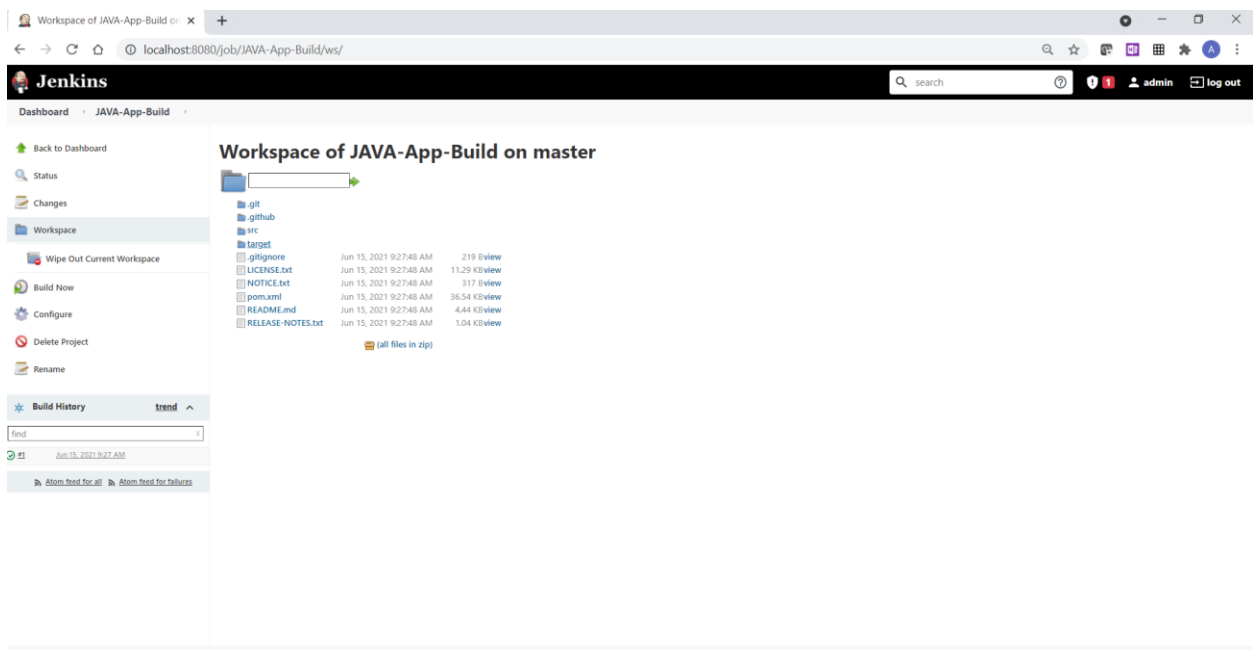 Workspace of JAVA-App-Build on
localhost:8080/job/JAVA-App-Build/ws/
A
Jenkins
search
1
admin
log out
Dashboard
JAVA-App-Build
Back to Dashboard
Status
Changes
Workspace
Wipe Out Current Workspace
Build Now
Configure
Delete Project
Rename
Build History
trend
find
x
#1 Jun 15, 2021 9:27 AM
Atom feed for all Atom feed for failures
Workspace of JAVA-App-Build on master
.git
.github
src
target
.gitignore Jun 15, 2021 9:27:48 AM 219 B view
LICENSE.txt Jun 15, 2021 9:27:48 AM 11.29 KB view
NOTICE.txt Jun 15, 2021 9:27:48 AM 317 B view
pom.xml Jun 15, 2021 9:27:48 AM 36.54 KB view
README.md Jun 15, 2021 9:27:48 AM 4.44 KB view
RELEASE-NOTES.txt Jun 15, 2021 9:27:48 AM 1.04 KB view
(all files in zip)